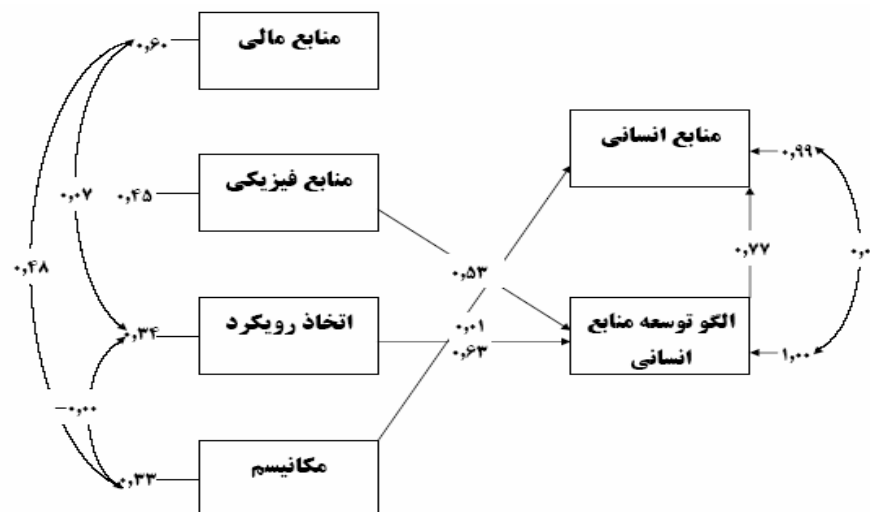 منابع مالی
۰,۶۰
منابع انسانی
۰,۹۹
منابع فیزیکی
۰,۴۵
۰,۰۷
۰,۷۷
۰,۰
۰,۴۸
۰,۵۳
اتخاذ رویکرد
۰,۳۴
۰,۰۱
۰,۶۳
الگو توسعه منابع
انسانی
۱,۰۰
-۰,۰۰
مکانیسم
۰,۳۳